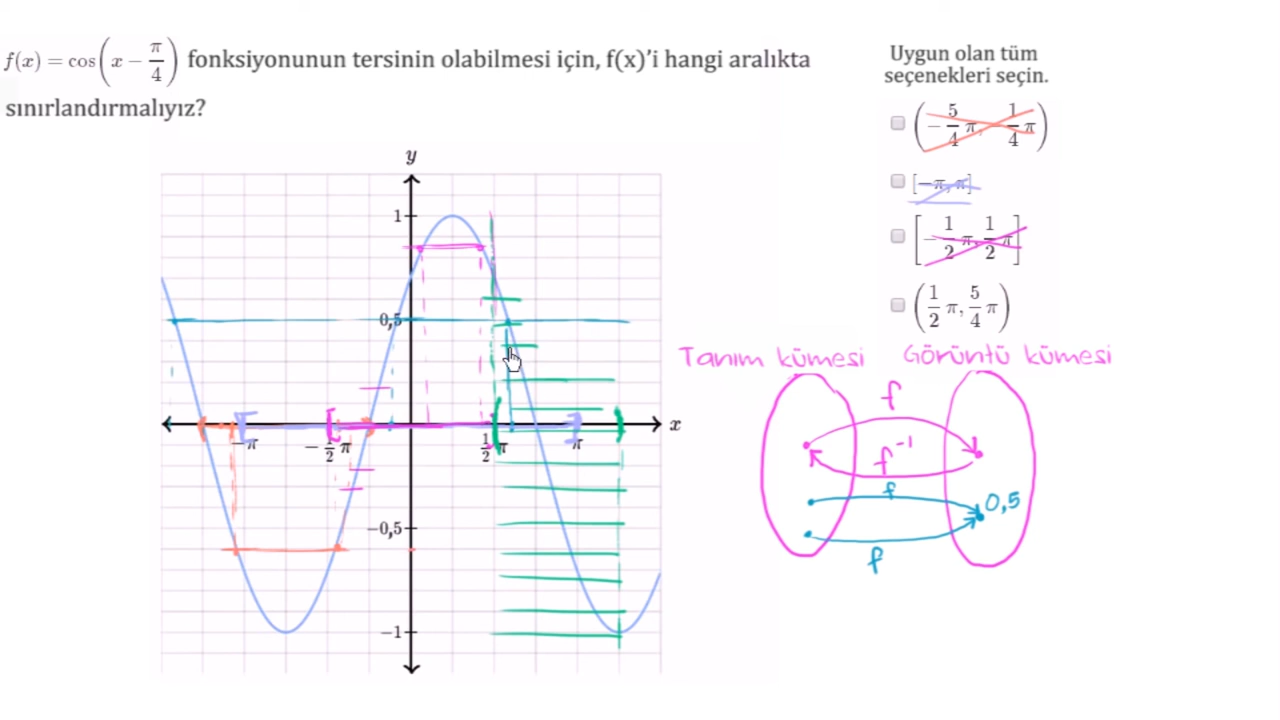 f(x) = cos(x − π/4) fonksiyonunun tersinin olabilmesi için, f(x)'i hangi aralıkta
sınırlandırmalıyız?
Uygun olan tüm
seçenekleri seçin.
(−5/4 π, −1/4 π)
[−π, π]
[−1/2 π, 1/2 π]
(1/2 π, 5/4 π)
y
1
0,5
−π
−1/2 π
1/2 π
π
x
−0,5
−1
Tanım kümesi Görüntü kümesi
f
f⁻¹
f
0,5
f